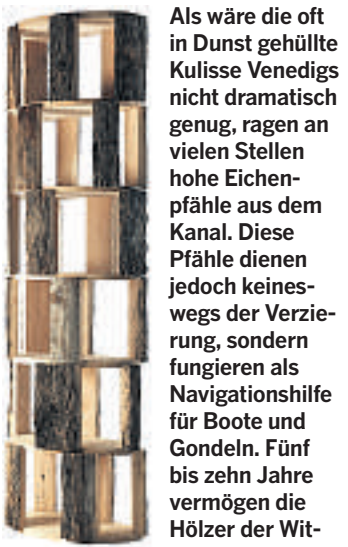 Als wäre die oft
in Dunst gehüllte
Kulisse Venedigs
nicht dramatisch
genug, ragen an
vielen Stellen
hohe Eichen-
pfähle aus dem
Kanal. Diese
Pfähle dienen
jedoch keines-
wegs der Verzie-
rung, sondern
fungieren als
Navigationshilfe
für Boote und
Gondeln. Fünf
bis zehn Jahre
vermögen die
Hölzer der Wit-